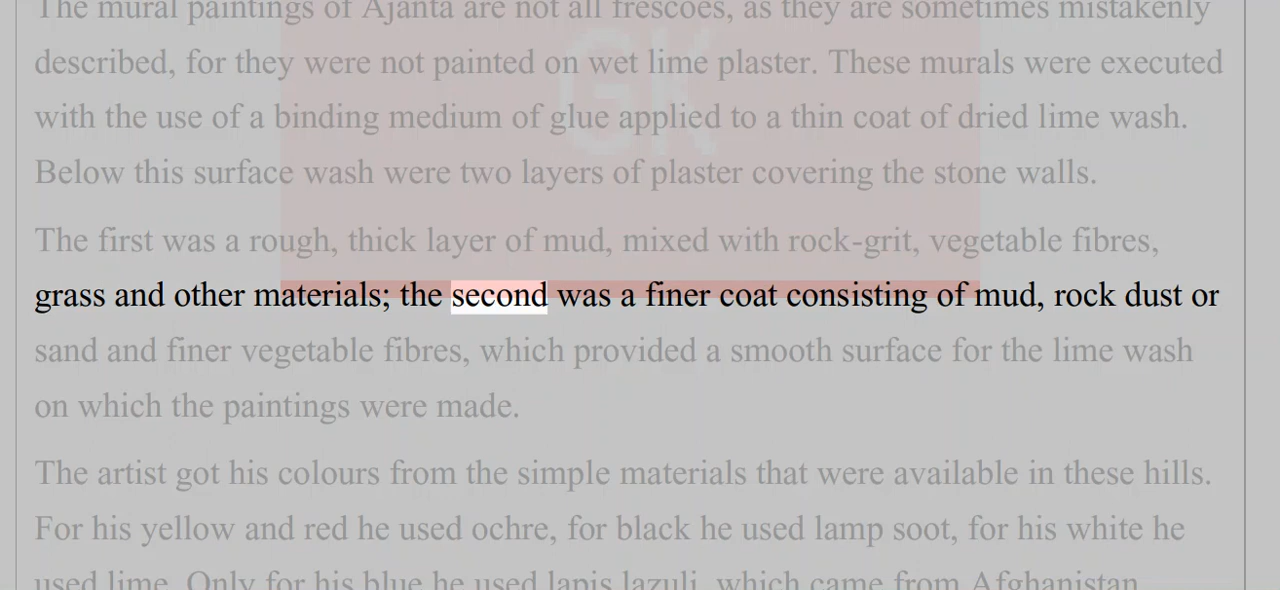 The mural paintings of Ajanta are not all frescoes, as they are sometimes mistakenly
described, for they were not painted on wet lime plaster. These murals were executed
with the use of a binding medium of glue applied to a thin coat of dried lime wash.
Below this surface wash were two layers of plaster covering the stone walls.
The first was a rough, thick layer of mud, mixed with rock-grit, vegetable fibres,
grass and other materials; the second was a finer coat consisting of mud, rock dust or
sand and finer vegetable fibres, which provided a smooth surface for the lime wash
on which the paintings were made.
The artist got his colours from the simple materials that were available in these hills.
For his yellow and red he used ochre, for black he used lamp soot, for his white he
used lime. Only for his blue he used lapis lazuli, which came from Afghanistan
GK